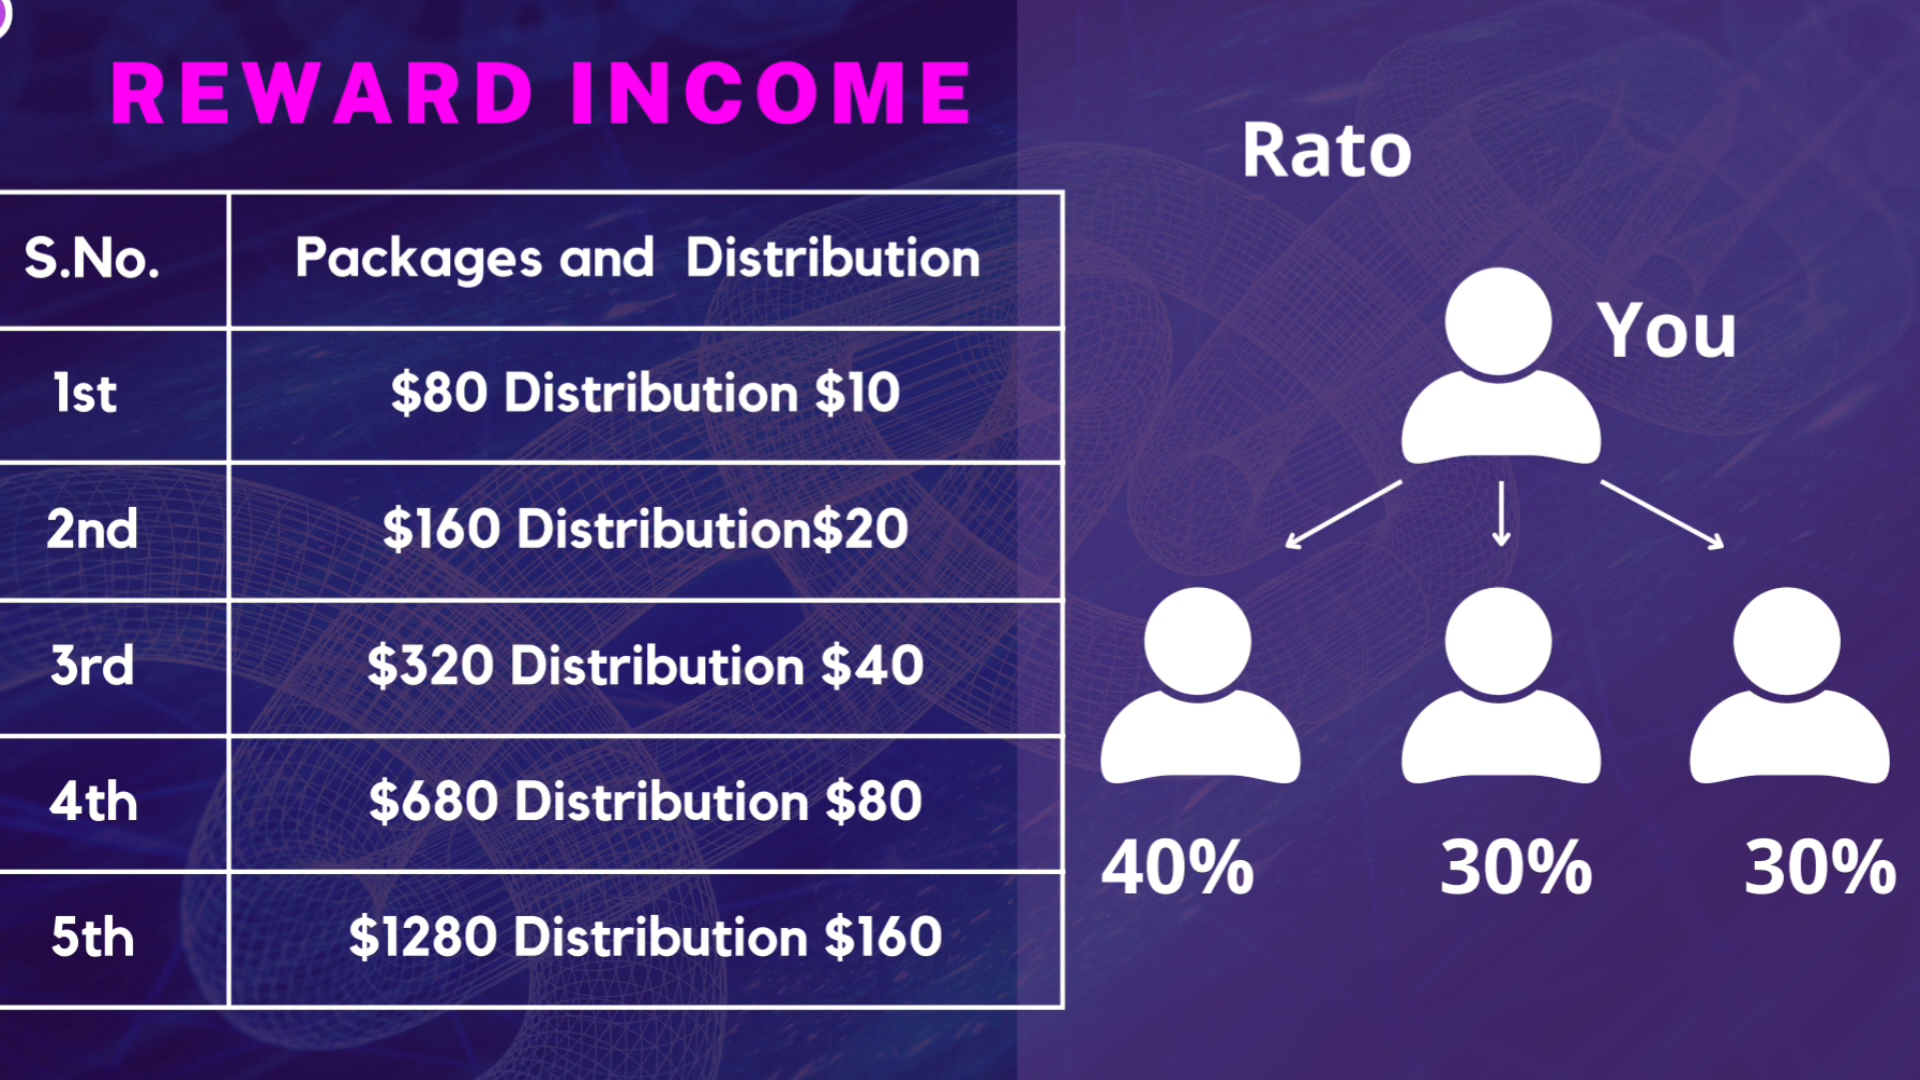 REWARD INCOME
S.No. Packages and Distribution
1st $80 Distribution $10
2nd $160 Distribution$20
3rd $320 Distribution $40
4th $680 Distribution $80
5th $1280 Distribution $160
Rato
You
40% 30% 30%